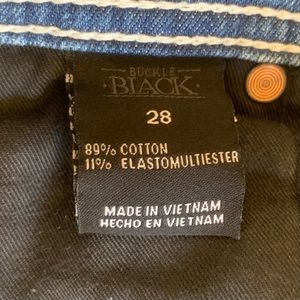 BUCKLE
BLACK
28
89% COTTON
11% ELASTOMULTIESTER
MADE IN VIETNAM
HECHO EN VIETNAM